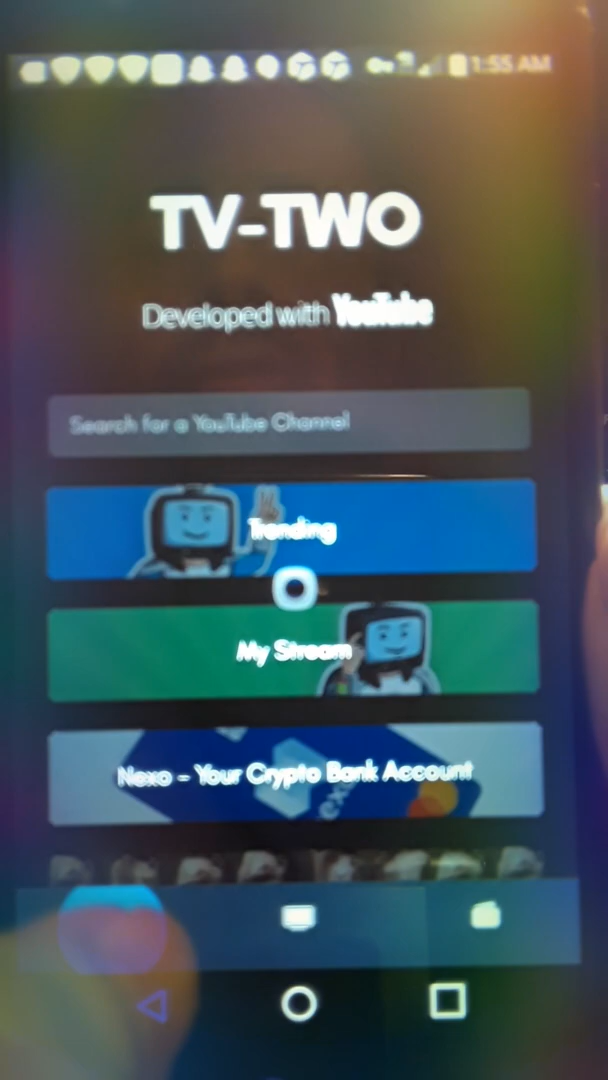 1:55 AM
TV-TWO
Developed with YouTube
Search for a YouTube Channel
Trending
My Stream
Nexo - Your Crypto Bank Account